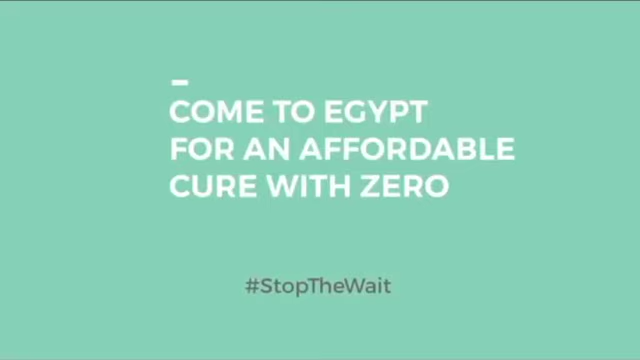 COME TO EGYPT
FOR AN AFFORDABLE
CURE WITH ZERO
#StopTheWait